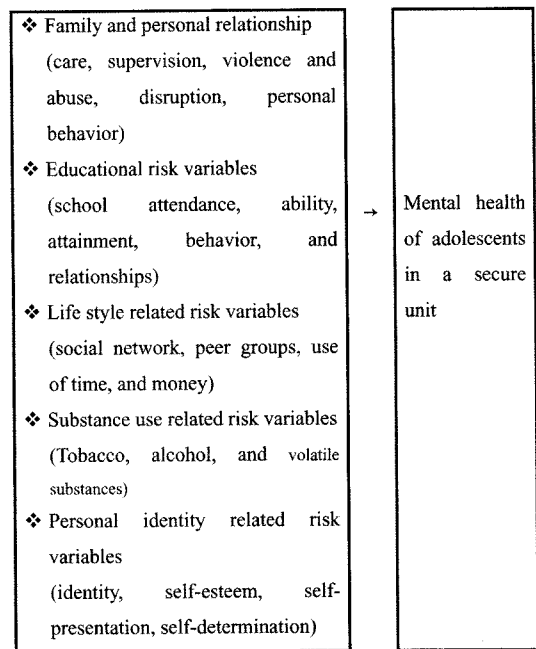 ❖ Family and personal relationship
(care, supervision, violence and
abuse, disruption, personal
behavior)
❖ Educational risk variables
(school attendance, ability,
attainment, behavior, and
relationships)
❖ Life style related risk variables
(social network, peer groups, use
of time, and money)
❖ Substance use related risk variables
(Tobacco, alcohol, and volatile
substances)
❖ Personal identity related risk
variables
(identity, self-esteem, self-
presentation, self-determination)
→
Mental health
of adolescents
in a secure
unit